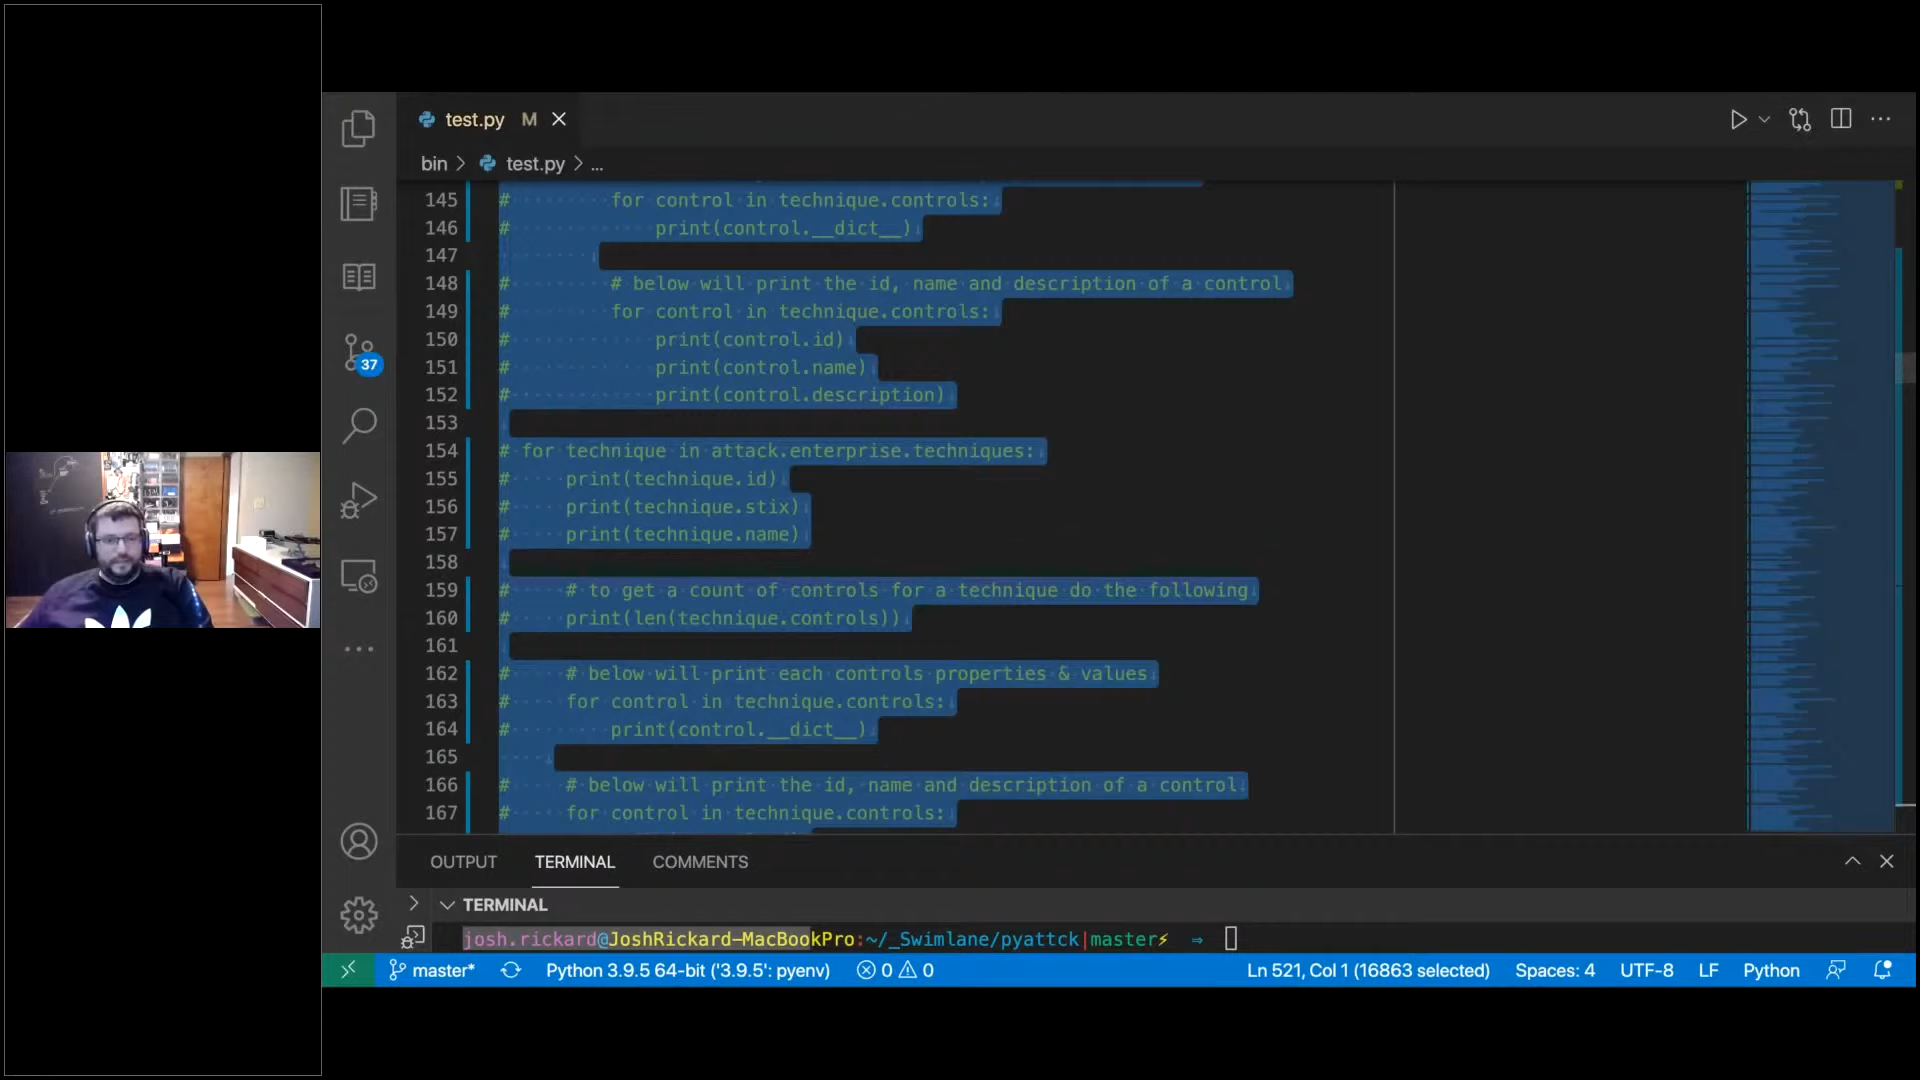 test.py M
bin > test.py > ...
145 # for control in technique.controls:
146 # print(control.__dict__)
147
148 # # below will print the id, name and description of a control
149 # for control in technique.controls:
150 # print(control.id)
151 # print(control.name)
152 # print(control.description)
153
154 # for technique in attack.enterprise.techniques:
155 # print(technique.id)
156 # print(technique.stix)
157 # print(technique.name)
158
159 # # to get a count of controls for a technique do the following
160 # print(len(technique.controls))
161
162 # # below will print each controls properties & values
163 # for control in technique.controls:
164 # print(control.__dict__)
165
166 # # below will print the id, name and description of a control
167 # for control in technique.controls:
37
OUTPUT TERMINAL COMMENTS
TERMINAL
josh.rickard@JoshRickard-MacBookPro:~/_Swimlane/pyattck|master⚡ ⇒
master* Python 3.9.5 64-bit ('3.9.5': pyenv) 0 0 Ln 521, Col 1 (16863 selected) Spaces: 4 UTF-8 LF Python